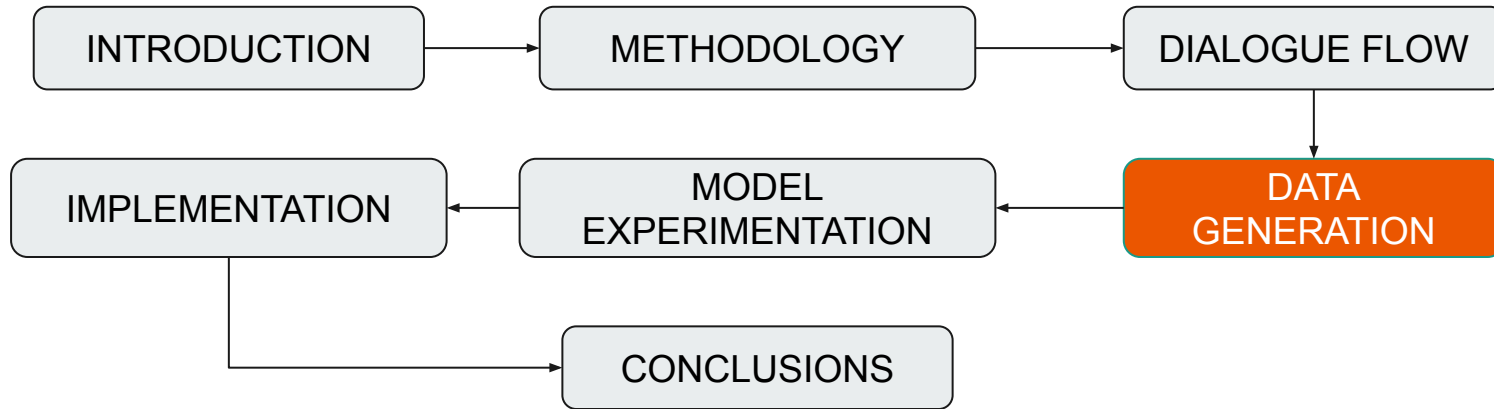 INTRODUCTION
METHODOLOGY
DIALOGUE FLOW
DATA
GENERATION
MODEL
EXPERIMENTATION
IMPLEMENTATION
CONCLUSIONS